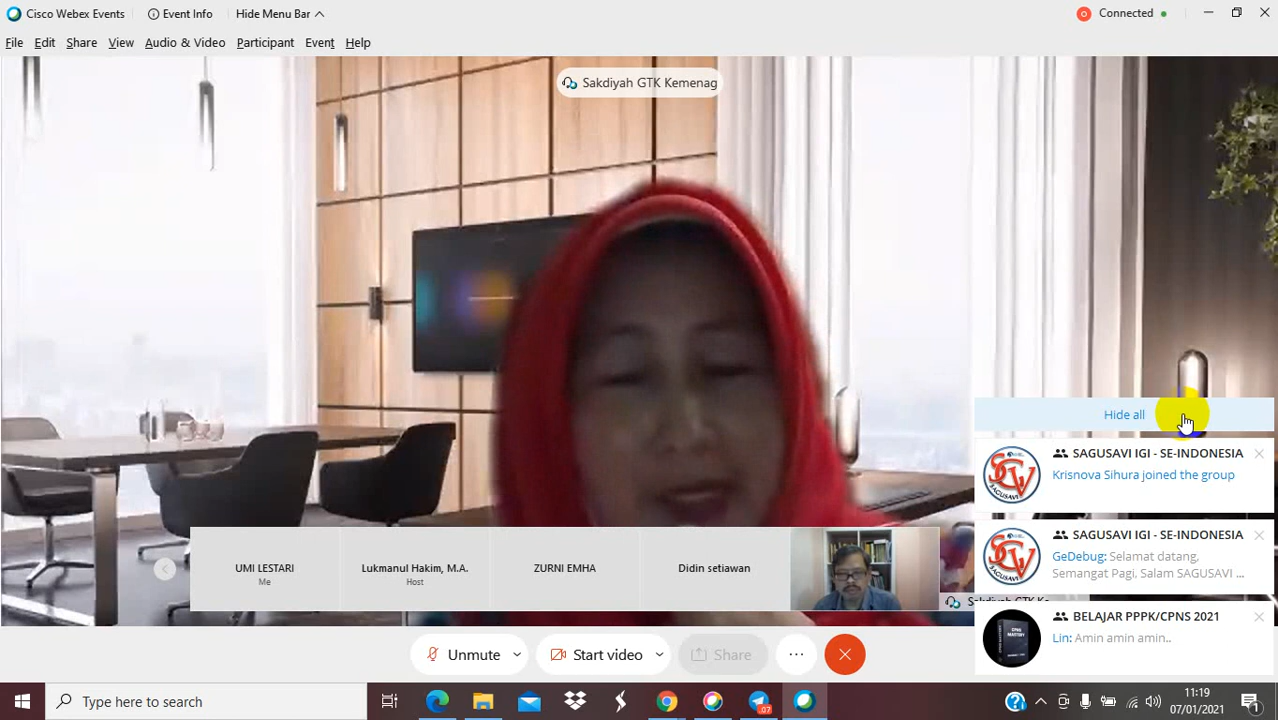 Cisco Webex Events
Event Info
Hide Menu Bar
Connected
File Edit Share View Audio & Video Participant Event Help
Sakdiyah GTK Kemenag
Hide all
SAGUSAVI IGI - SE-INDONESIA
Krisnova Sihura joined the group
SAGUSAVI IGI - SE-INDONESIA
GeDebug: Selamat datang,
Semangat Pagi, Salam SAGUSAVI ...
BELAJAR PPPK/CPNS 2021
Lin: Amin amin amin..
UMI LESTARI
Me
Lukmanul Hakim, M.A.
Host
ZURNI EMHA
Didin setiawan
Unmute
Start video
Share
Type here to search
07
11:19
07/01/2021
1